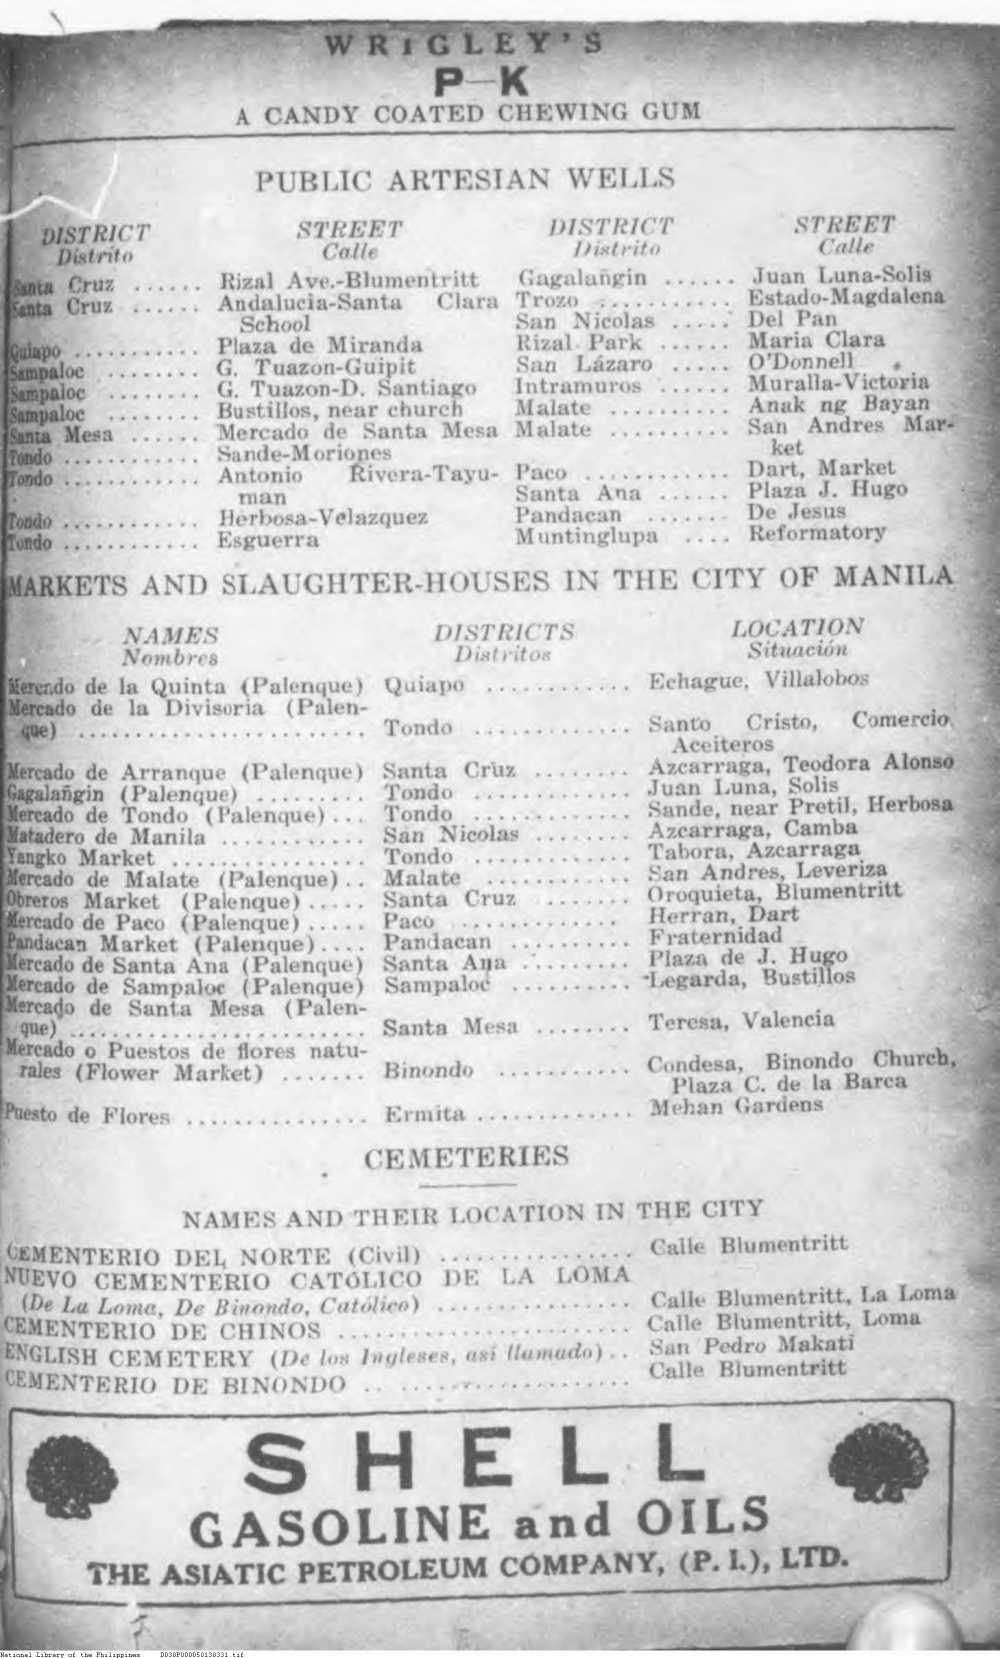 WRIGLEY'S
P—K
A CANDY COATED CHEWING GUM
PUBLIC ARTESIAN WELLS
DISTRICT STREET DISTRICT STREET
Distrito Calle Distrito Calle
Santa Cruz ...... Rizal Ave.-Blumentritt Gagalañgin ...... Juan Luna-Solis
Santa Cruz ...... Andalucia-Santa Clara Trozo ........... Estado-Magdalena
School San Nicolas ..... Del Pan
Quiapo ........... Plaza de Miranda Rizal Park ...... Maria Clara
Sampaloc ........ G. Tuazon-Guipit San Lázaro ..... O'Donnell
Sampaloc ........ G. Tuazon-D. Santiago Intramuros ...... Muralla-Victoria
Sampaloc ........ Bustillos, near church Malate .......... Anak ng Bayan
Santa Mesa ...... Mercado de Santa Mesa Malate .......... San Andres Mar-
Tondo ............ Sande-Moriones ket
Tondo ............ Antonio Rivera-Tayu- Paco ............ Dart, Market
man Santa Ana ...... Plaza J. Hugo
Tondo ............ Herbosa-Velazquez Pandacan ....... De Jesus
Tondo ............ Esguerra Muntinglupa .... Reformatory
MARKETS AND SLAUGHTER-HOUSES IN THE CITY OF MANILA
NAMES DISTRICTS LOCATION
Nombres Distritos Situación
Mercado de la Quinta (Palenque) Quiapo ............ Echague, Villalobos
Mercado de la Divisoria (Palen-
que) ........................ Tondo ............. Santo Cristo, Comercio,
Aceiteros
Mercado de Arranque (Palenque) Santa Cruz ........ Azcarraga, Teodora Alonso
Gagalañgin (Palenque) ......... Tondo ............. Juan Luna, Solis
Mercado de Tondo (Palenque) ... Tondo ............. Sande, near Pretil, Herbosa
Matadero de Manila ............ San Nicolas ........ Azcarraga, Camba
Yangko Market ................ Tondo ............ Tabora, Azcarraga
Mercado de Malate (Palenque) .. Malate ............ San Andres, Leveriza
Obreros Market (Palenque) ..... Santa Cruz ........ Oroquieta, Blumentritt
Mercado de Paco (Palenque) ..... Paco ............. Herran, Dart
Pandacan Market (Palenque) .... Pandacan .......... Fraternidad
Mercado de Santa Ana (Palenque) Santa Ana ......... Plaza de J. Hugo
Mercado de Sampaloc (Palenque) Sampaloc .......... Legarda, Bustillos
Mercado de Santa Mesa (Palen-
que) ......................... Santa Mesa ........ Teresa, Valencia
Mercado o Puestos de flores natu-
rales (Flower Market) ....... Binondo ........... Condesa, Binondo Church,
Plaza C. de la Barca
Puesto de Flores ............... Ermita ............. Mehan Gardens
CEMETERIES
NAMES AND THEIR LOCATION IN THE CITY
CEMENTERIO DEL NORTE (Civil) ................ Calle Blumentritt
NUEVO CEMENTERIO CATÓLICO DE LA LOMA
(De La Loma, De Binondo, Católico) ................ Calle Blumentritt, La Loma
CEMENTERIO DE CHINOS ......................... Calle Blumentritt, Loma
ENGLISH CEMETERY (De los Ingleses, asi llamado) .. San Pedro Makati
CEMENTERIO DE BINONDO .. .................. Calle Blumentritt
SHELL
GASOLINE and OILS
THE ASIATIC PETROLEUM COMPANY, (P. I.), LTD.
National Library of the Philippines D038P000050138331.tif